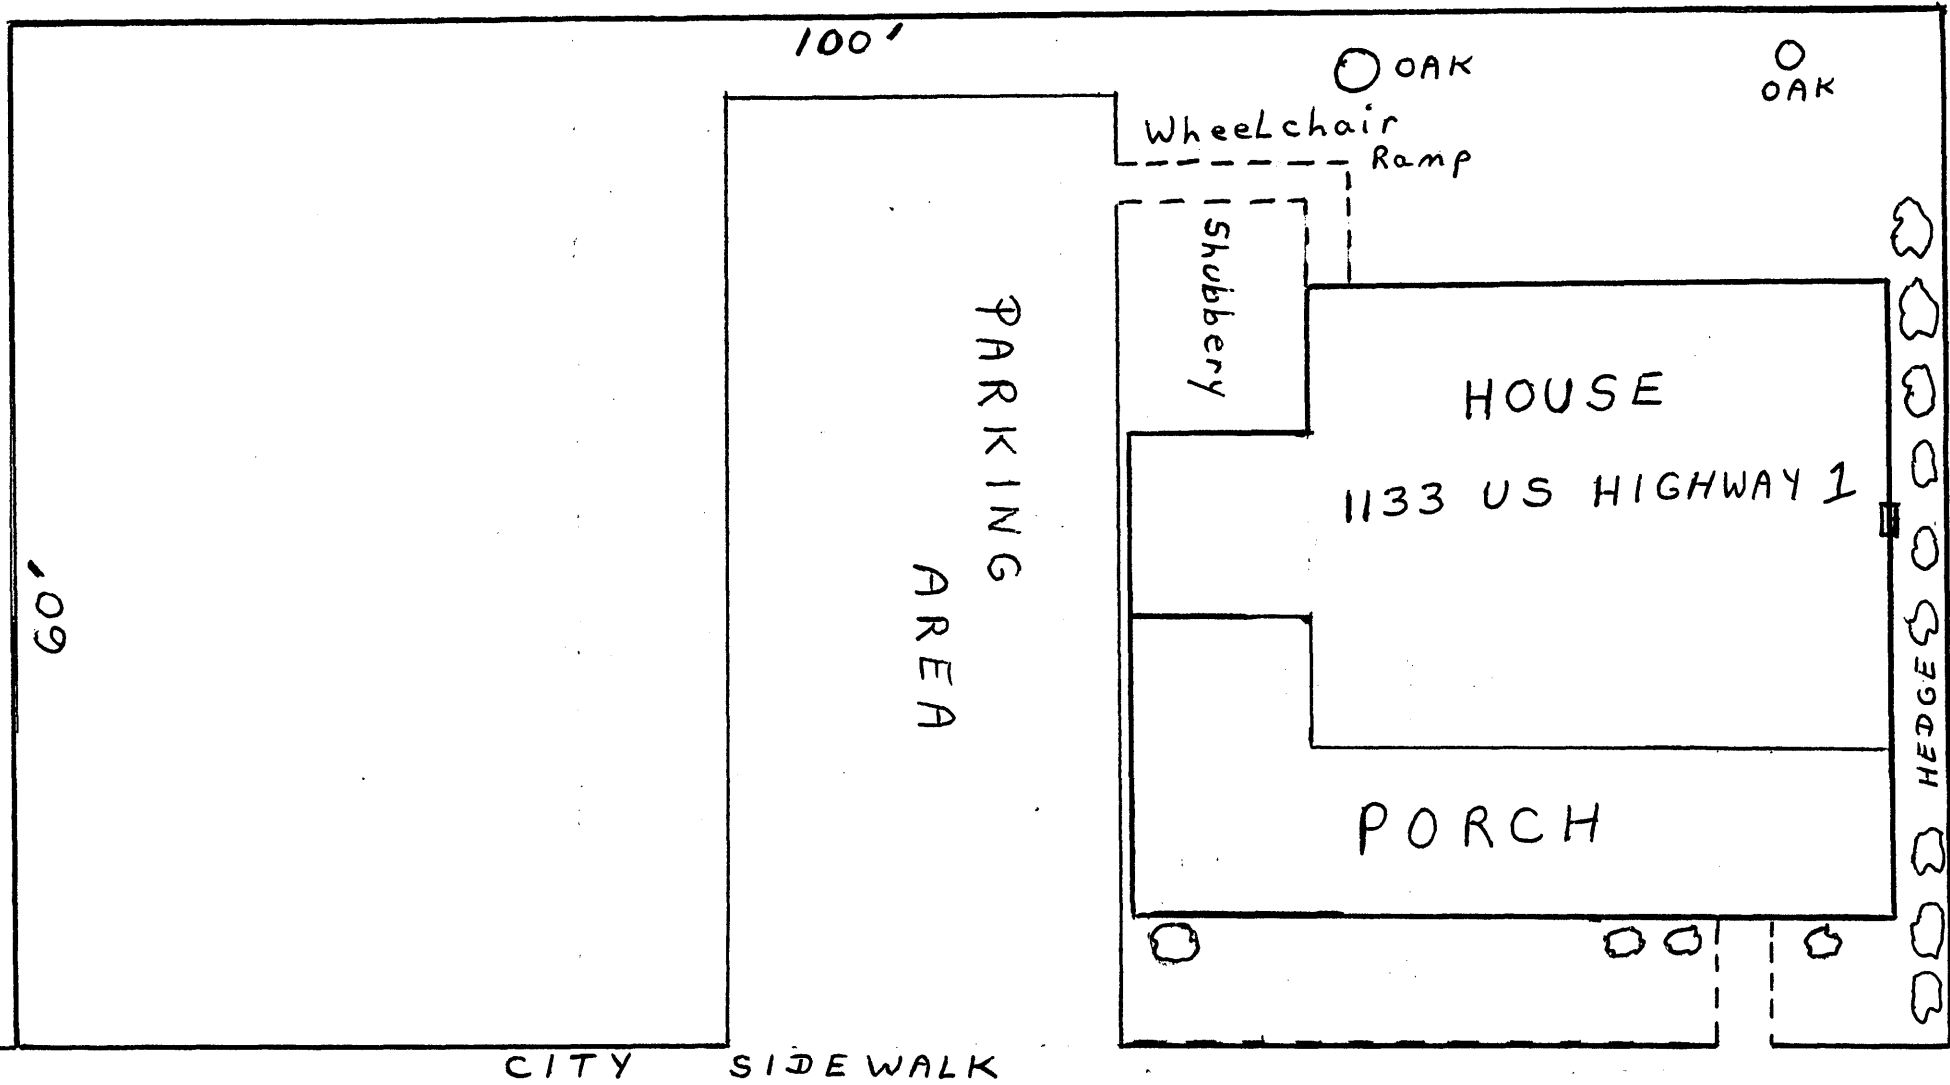 100'
OAK
OAK
Wheelchair
Ramp
Shubbery
PARKING
AREA
HOUSE
1133 US HIGHWAY 1
60'
HEDGE
PORCH
CITY SIDEWALK